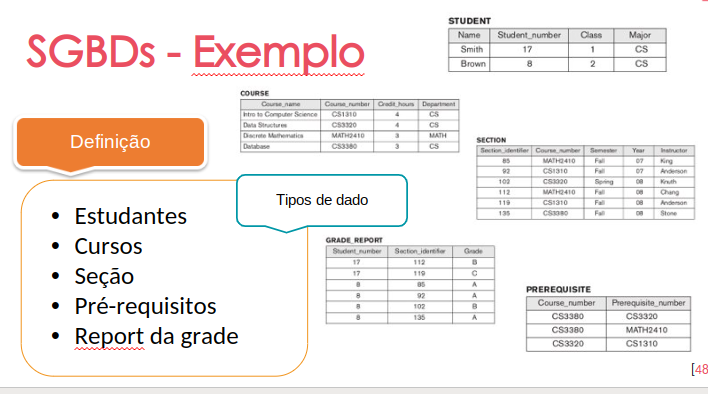 SGBDs - Exemplo
STUDENT
Name Student_number Class Major
Smith 17 1 CS
Brown 8 2 CS
COURSE
Course_name Course_number Credit_hours Department
Intro to Computer Science CS1310 4 CS
Data Structures CS3320 4 CS
Discrete Mathematics MATH2410 3 MATH
Database CS3380 3 CS
Definição
SECTION
Section_identifier Course_number Semester Year Instructor
85 MATH2410 Fall 07 King
92 CS1310 Fall 07 Anderson
102 CS3320 Spring 08 Knuth
112 MATH2410 Fall 08 Chang
119 CS1310 Fall 08 Anderson
135 CS3380 Fall 08 Stone
Tipos de dado
• Estudantes
• Cursos
• Seção
• Pré-requisitos
• Report da grade
GRADE_REPORT
Student_number Section_identifier Grade
17 112 B
17 119 C
8 85 A
8 92 A
8 102 B
8 135 A
PREREQUISITE
Course_number Prerequisite_number
CS3380 CS3320
CS3380 MATH2410
CS3320 CS1310
[48